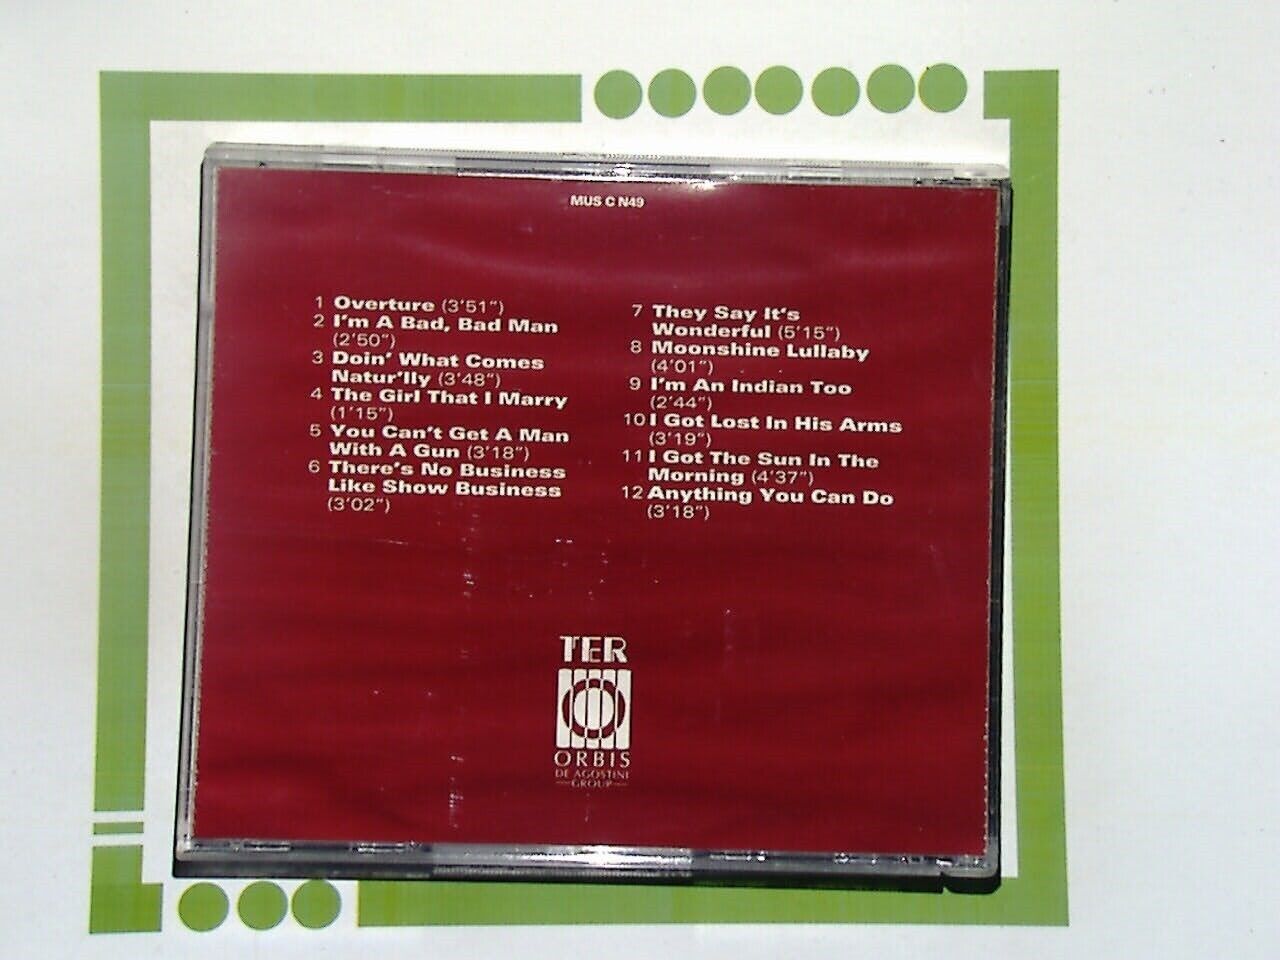 MUS C N49
1 Overture (3'51")
2 I'm A Bad, Bad Man
(2'50")
3 Doin' What Comes
Natur'lly (3'48")
4 The Girl That I Marry
(1'15")
5 You Can't Get A Man
With A Gun (3'18")
6 There's No Business
Like Show Business
(3'02")
7 They Say It's
Wonderful (5'15")
8 Moonshine Lullaby
(4'01")
9 I'm An Indian Too
(2'44")
10 I Got Lost In His Arms
(3'19")
11 I Got The Sun In The
Morning (4'37")
12 Anything You Can Do
(3'18")
TER
ORBIS
DE AGOSTINI
GROUP